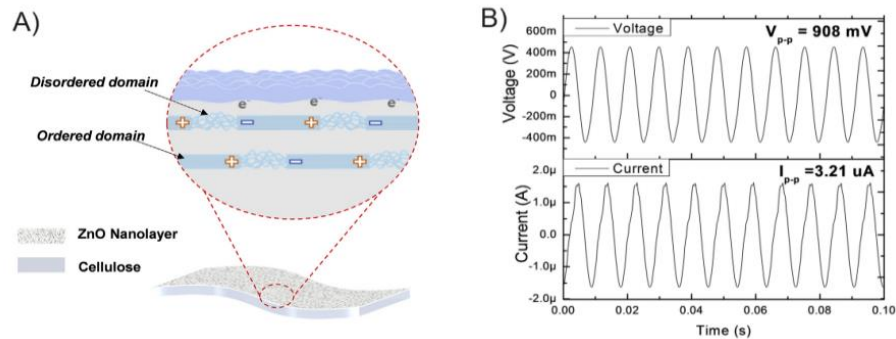 A)
Disordered domain
Ordered domain
e
e
e
+
−
+
−
+
−
+
ZnO Nanolayer
Cellulose
B)
Voltage
V p-p = 908 mV
Voltage (V)
600m
400m
200m
0
-200m
-400m
Current
I p-p =3.21 uA
Current (A)
2.0µ
1.0µ
0.0
-1.0µ
-2.0µ
0.00 0.02 0.04 0.06 0.08 0.10
Time (s)